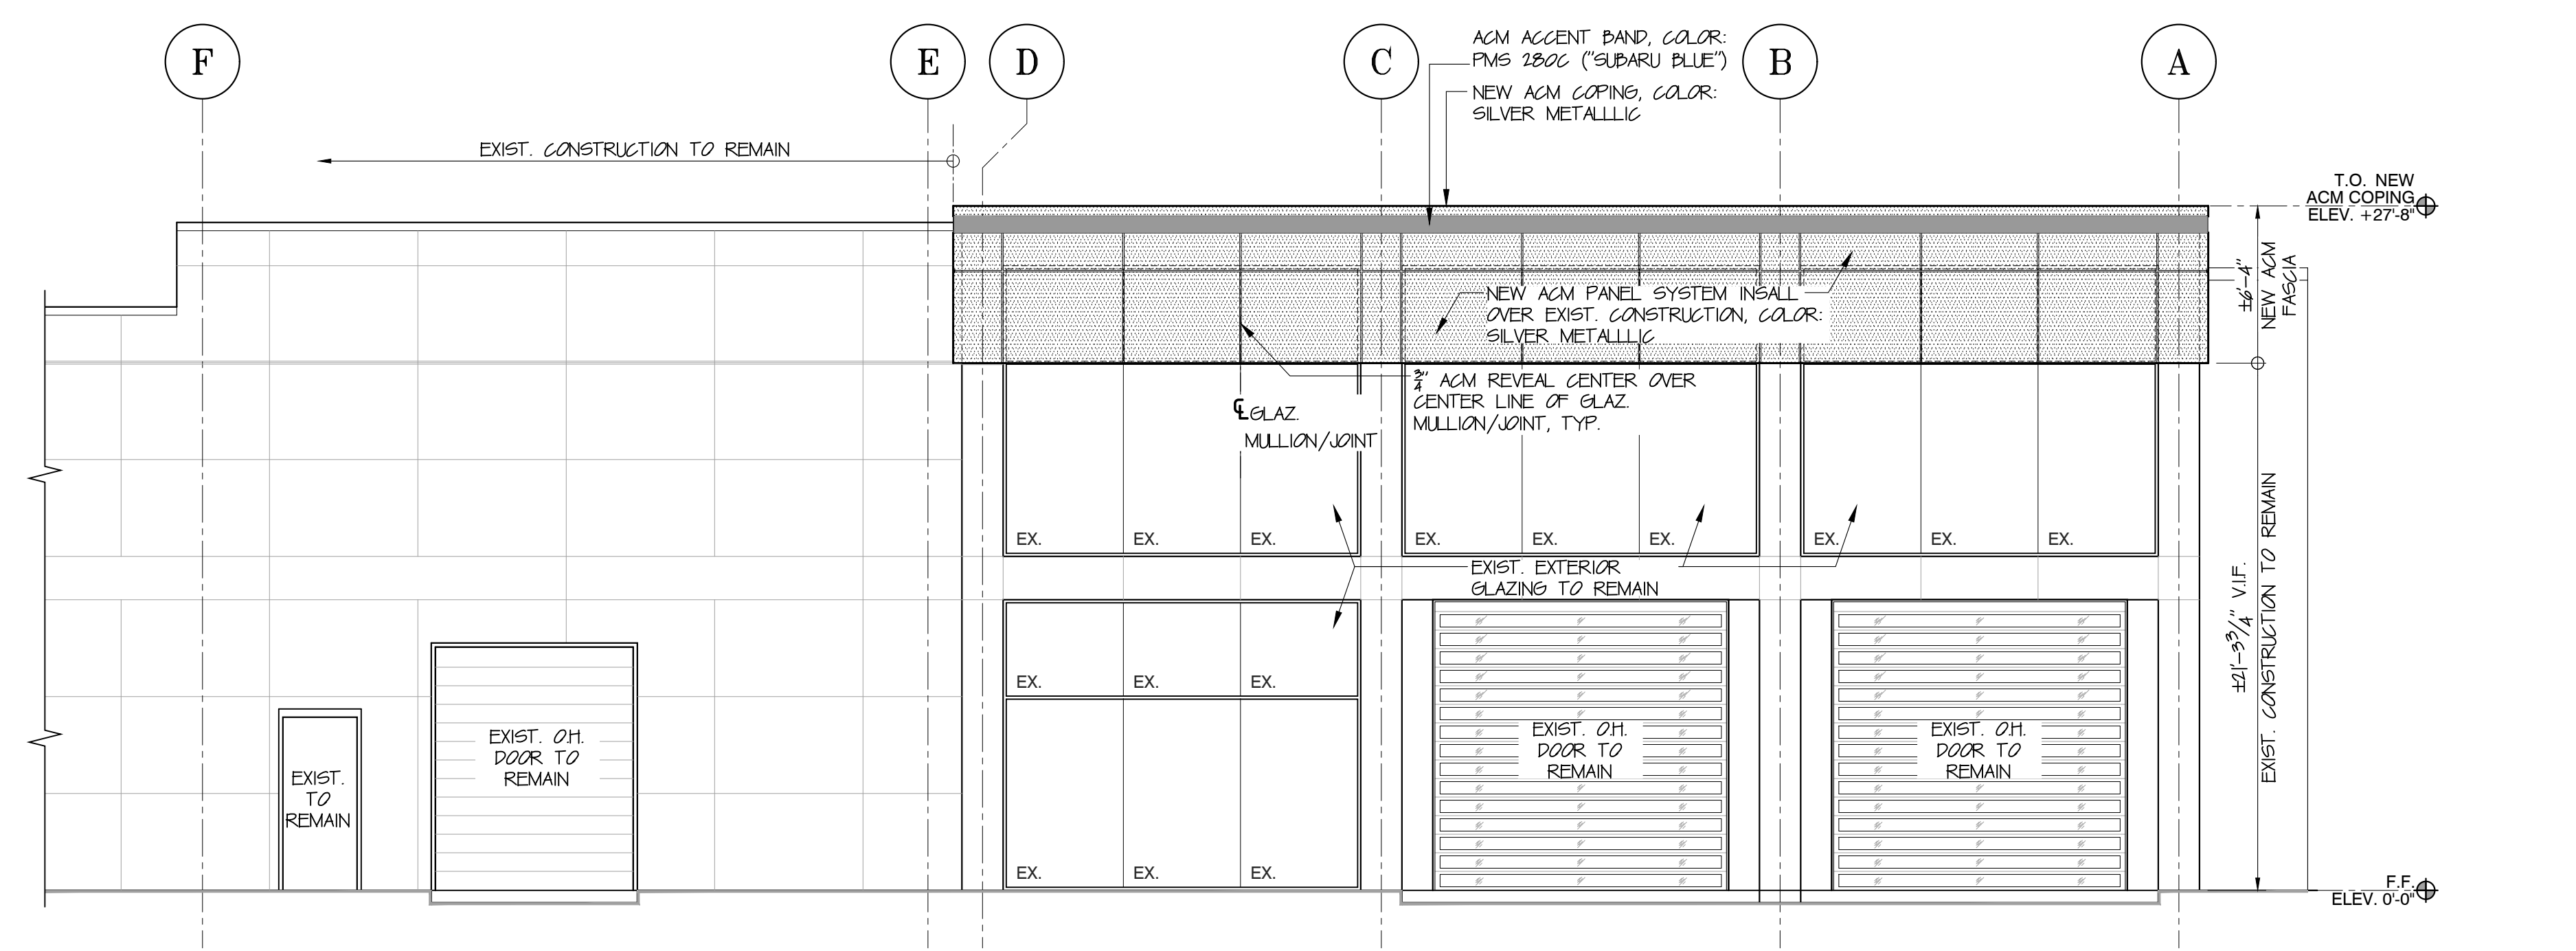 F
E
D
C
B
A
ACM ACCENT BAND, COLOR:
PMS 280C ("SUBARU BLUE")
NEW ACM COPING, COLOR:
SILVER METALLLIC
EXIST. CONSTRUCTION TO REMAIN
T.O. NEW
ACM COPING
ELEV. +27'-8"
±6'-4"
NEW ACM
FASCIA
NEW ACM PANEL SYSTEM INSALL
OVER EXIST. CONSTRUCTION, COLOR:
SILVER METALLLIC
3/4" ACM REVEAL CENTER OVER
CENTER LINE OF GLAZ.
MULLION/JOINT, TYP.
℄ GLAZ.
MULLION/JOINT
EX. EX. EX. EX. EX. EX. EX. EX. EX.
EXIST. EXTERIOR
GLAZING TO REMAIN
±21'-3 3/4" V.I.F.
EXIST. CONSTRUCTION TO REMAIN
EX. EX. EX.
EXIST. O.H.
DOOR TO
REMAIN
EXIST. O.H.
DOOR TO
REMAIN
EXIST. O.H.
DOOR TO
REMAIN
EXIST.
TO
REMAIN
EX. EX. EX.
F.F.
ELEV. 0'-0"